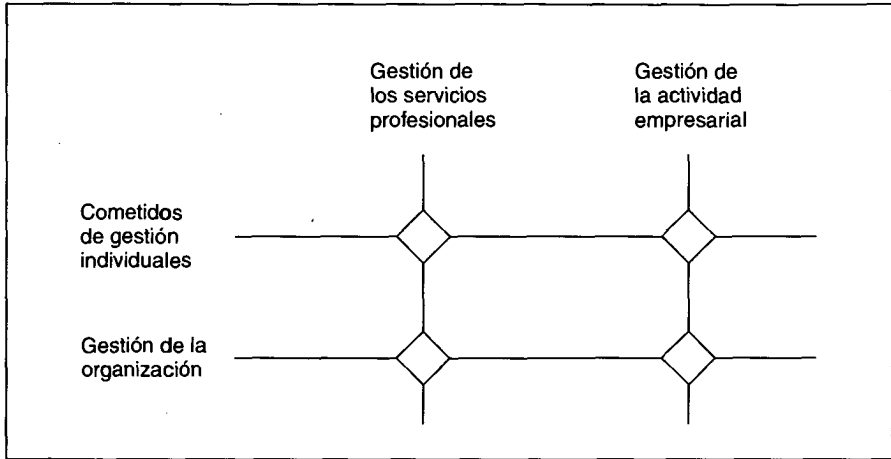 Gestión de
los servicios
profesionales
Gestión de
la actividad
empresarial
Cometidos
de gestión
individuales
Gestión de la
organización